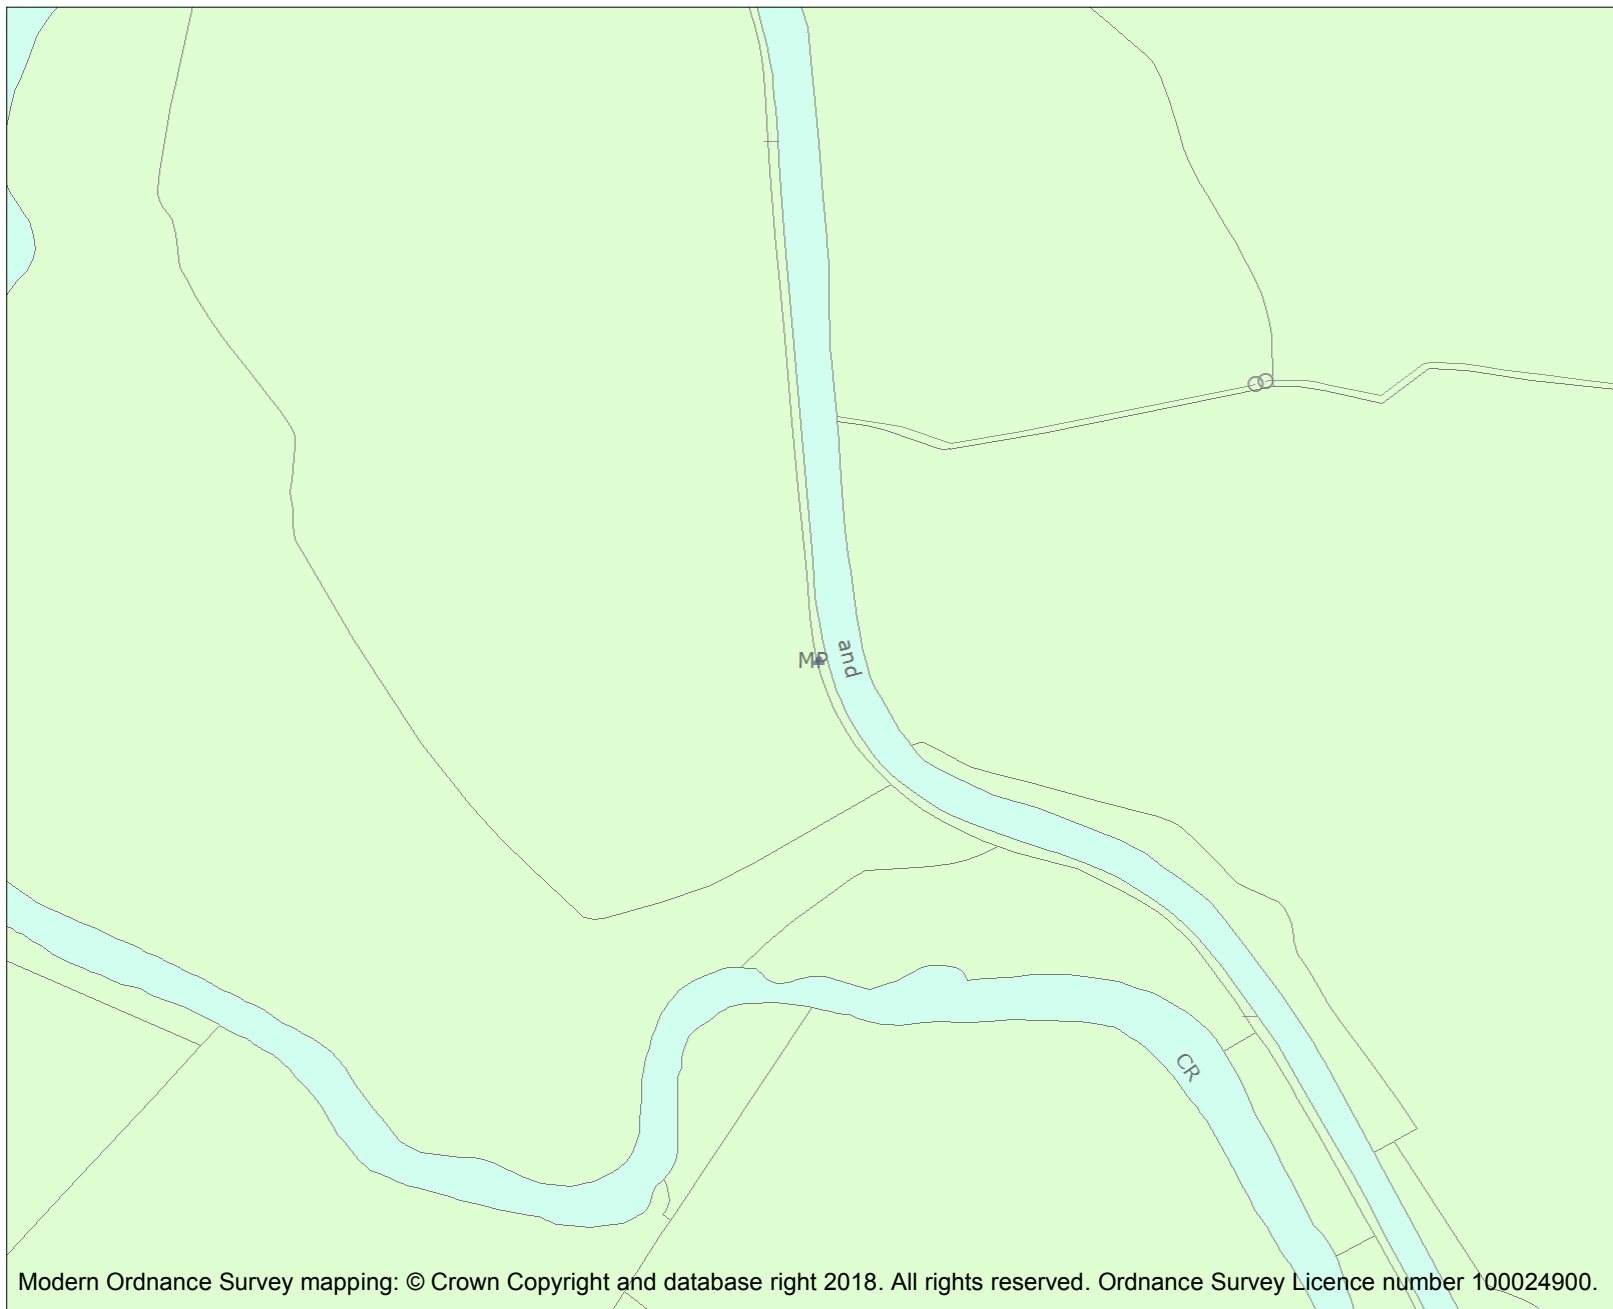 MP
and
CR
Modern Ordnance Survey mapping: © Crown Copyright and database right 2018. All rights reserved. Ordnance Survey Licence number 100024900.